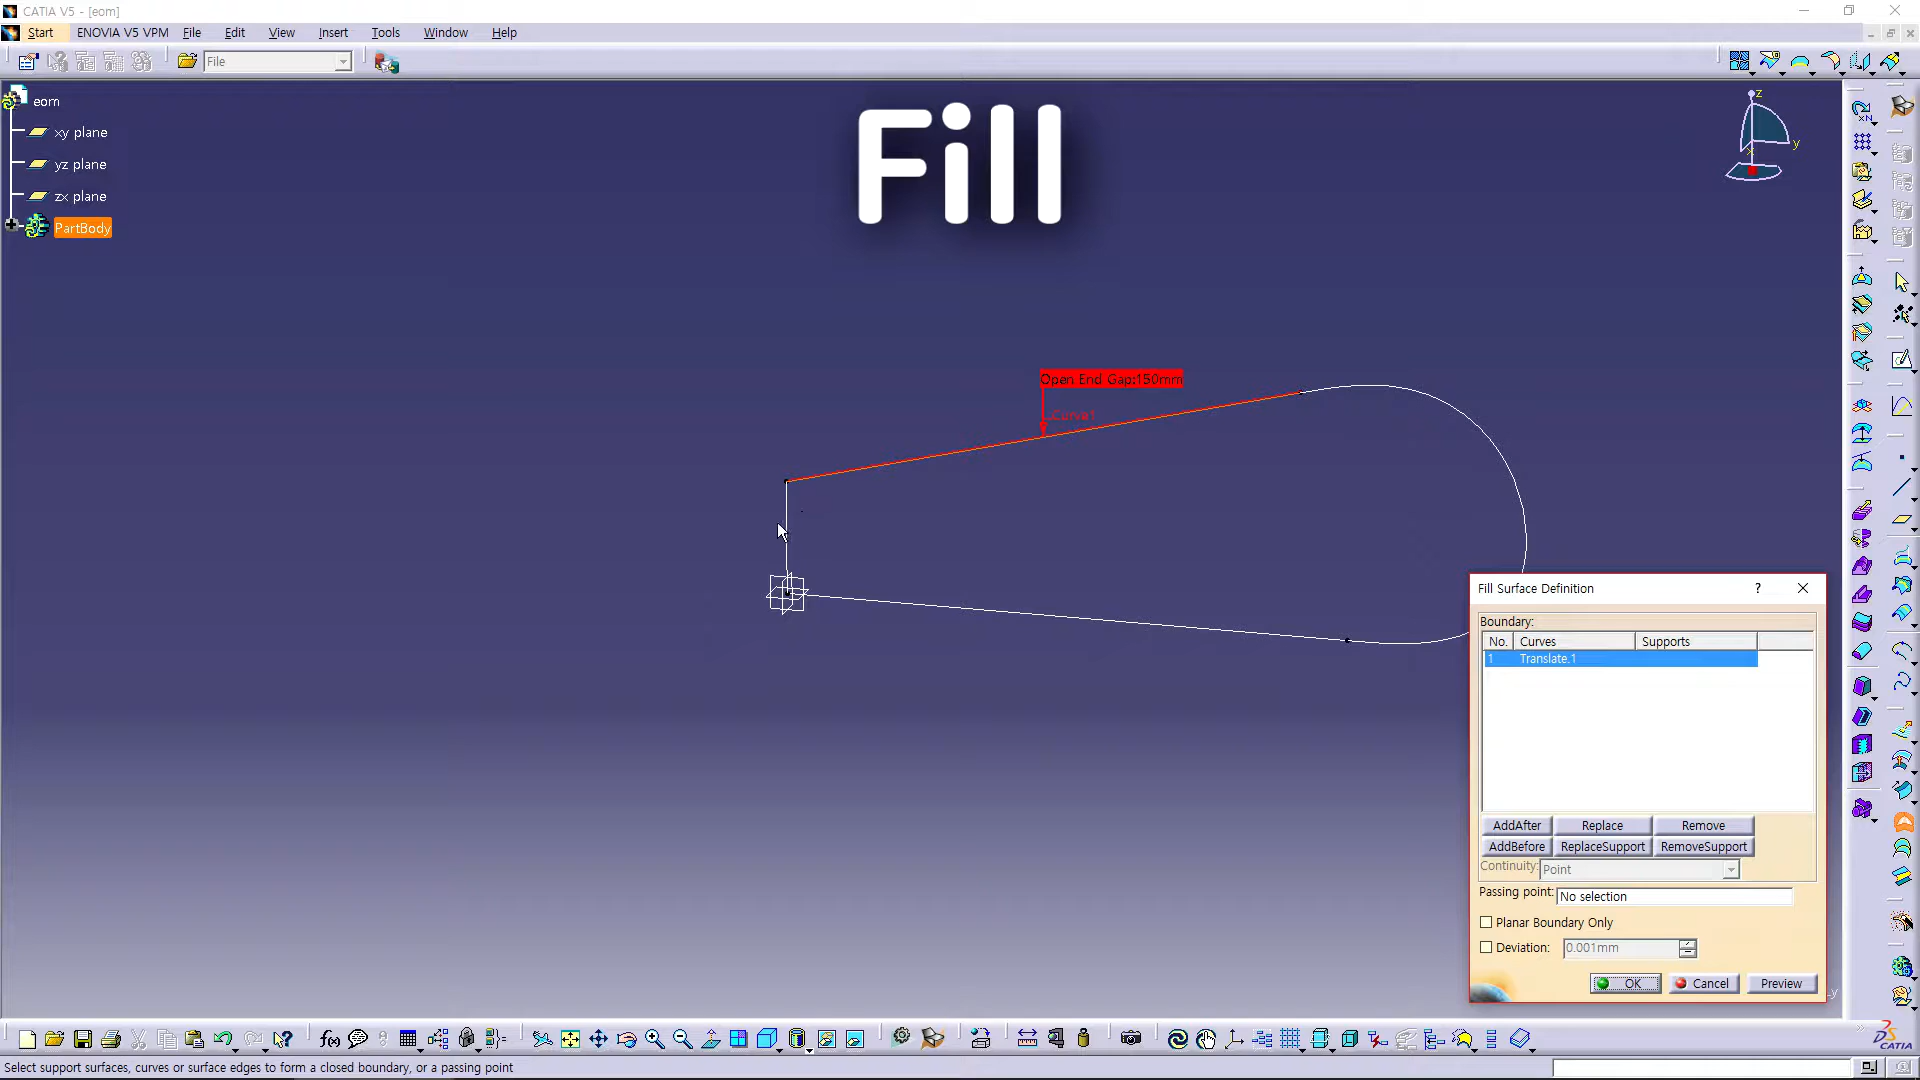 CATIA V5 - [eom]
Start ENOVIA V5 VPM File Edit View Insert Tools Window Help
File
eom
xy plane
yz plane
zx plane
PartBody
Fill
z
y
x
Open End Gap:150mm
Curve1
Fill Surface Definition ?
Boundary:
No. Curves Supports
1 Translate.1
AddAfter Replace Remove
AddBefore ReplaceSupport RemoveSupport
Continuity: Point
Passing point: No selection
Planar Boundary Only
Deviation: 0.001mm
OK Cancel Preview
y
f(x)
CATIA
Select support surfaces, curves or surface edges to form a closed boundary, or a passing point